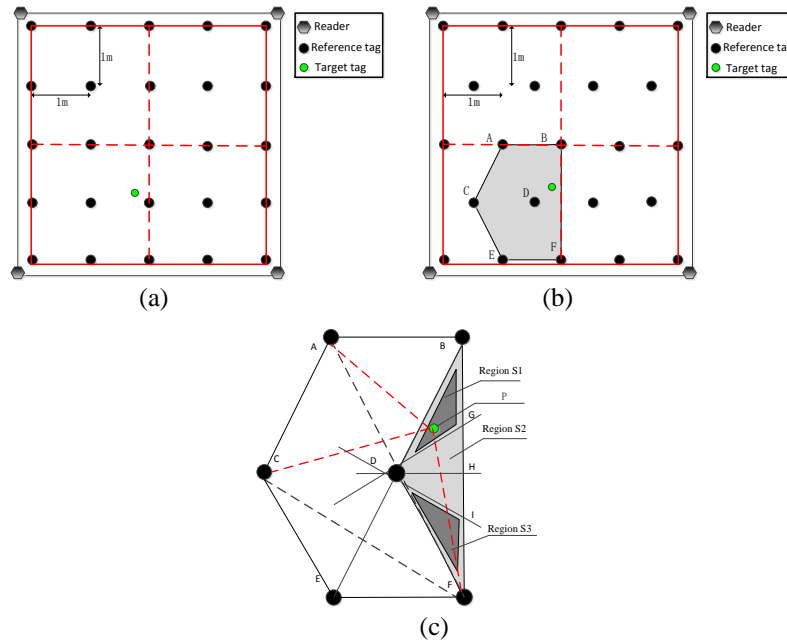 1m
1m
Reader
Reference tag
Target tag
(a)
1m
1m
A
B
C
D
E
F
Reader
Reference tag
Target tag
(b)
A
B
Region S1
P
G
Region S2
C
D
H
I
Region S3
E
F
(c)